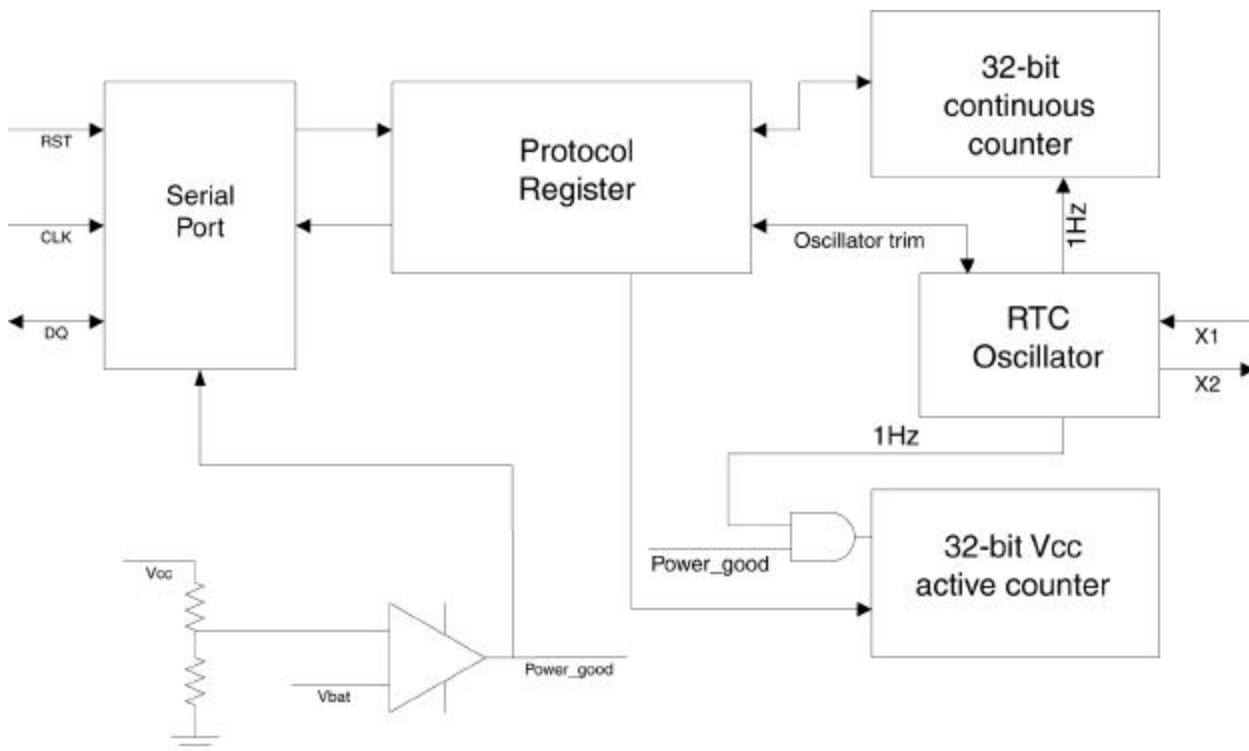 32-bit
continuous
counter
RST
Serial
Port
Protocol
Register
CLK
Oscillator trim
1Hz
DQ
RTC
Oscillator
X1
X2
1Hz
Power_good
32-bit Vcc
active counter
Vcc
Vbat
Power_good